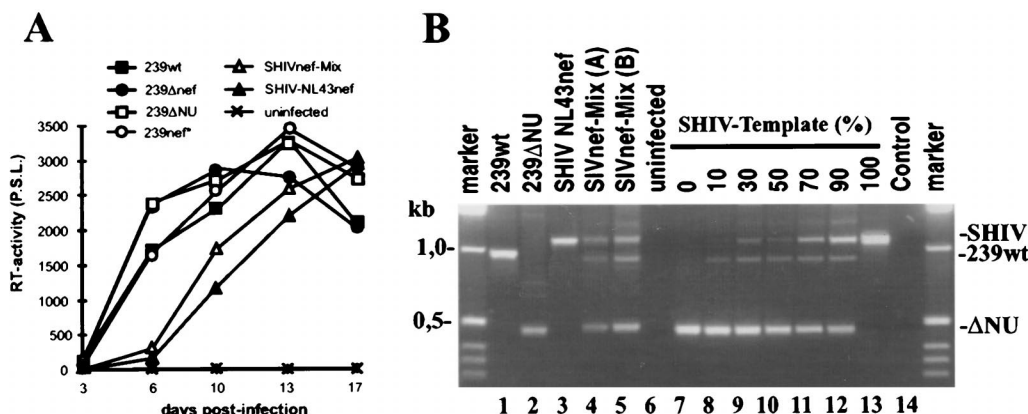 A
239wt
239Δnef
239ΔNU
239nef*
SHIVnef-Mix
SHIV-NL43nef
uninfected
RT-activity (P.S.L.)
3500
3000
2500
2000
1500
1000
500
0
3 6 10 13 17
days post-infection
B
marker
239wt
239ΔNU
SHIV NL43nef
SIVnef-Mix (A)
SIVnef-Mix (B)
uninfected
SHIV-Template (%)
0 10 30 50 70 90 100
Control
marker
kb
1,0-
0,5-
-SHIV
-239wt
-ΔNU
1 2 3 4 5 6 7 8 9 10 11 12 13 14